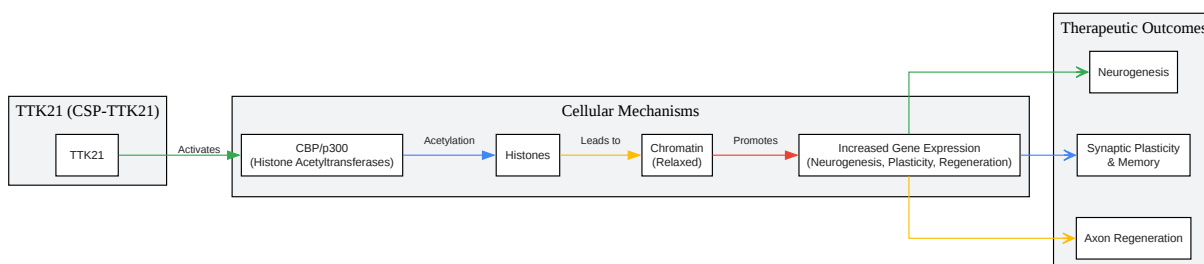 Therapeutic Outcomes
Neurogenesis
TTK21 (CSP-TTK21)
TTK21
Activates
Cellular Mechanisms
CBP/p300
(Histone Acetyltransferases)
Acetylation
Histones
Leads to
Chromatin
(Relaxed)
Promotes
Increased Gene Expression
(Neurogenesis, Plasticity, Regeneration)
Synaptic Plasticity
& Memory
Axon Regeneration